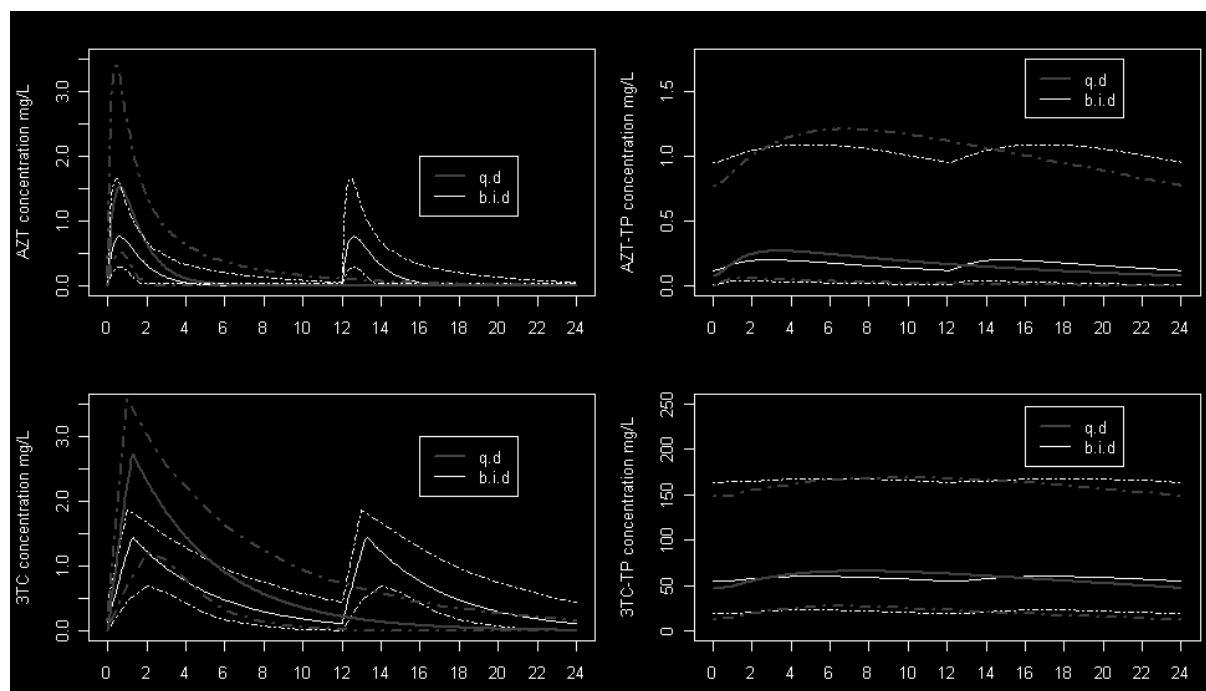 AZT concentration mg/L
0.0 1.0 2.0 3.0
q.d
b.i.d
0 2 4 6 8 10 12 14 16 18 20 22 24
AZT-TP concentration mg/L
0.0 0.5 1.0 1.5
q.d
b.i.d
0 2 4 6 8 10 12 14 16 18 20 22 24
3TC concentration mg/L
0.0 1.0 2.0 3.0
q.d
b.i.d
0 2 4 6 8 10 12 14 16 18 20 22 24
3TC-TP concentration mg/L
0 50 100 150 200 250
q.d
b.i.d
0 2 4 6 8 10 12 14 16 18 20 22 24